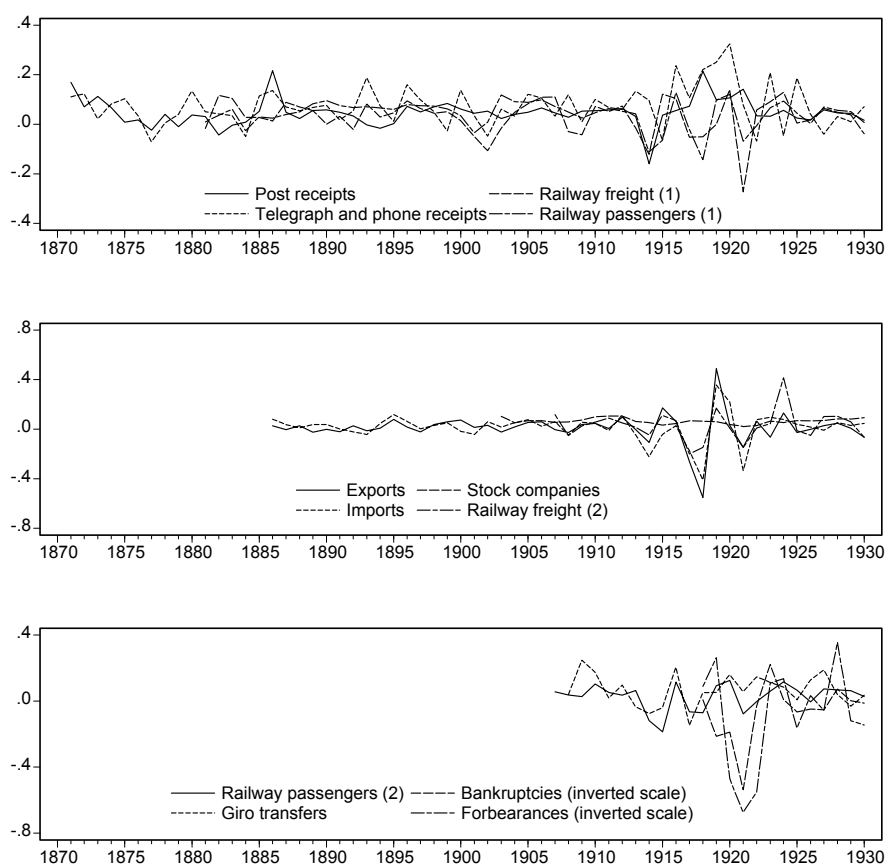 .4
.2
.0
-.2
-.4
Post receipts Railway freight (1)
Telegraph and phone receipts Railway passengers (1)
1870 1875 1880 1885 1890 1895 1900 1905 1910 1915 1920 1925 1930
.8
.4
.0
-.4
-.8
Exports Stock companies
Imports Railway freight (2)
1870 1875 1880 1885 1890 1895 1900 1905 1910 1915 1920 1925 1930
.4
.0
-.4
-.8
Railway passengers (2) Bankruptcies (inverted scale)
Giro transfers Forbearances (inverted scale)
1870 1875 1880 1885 1890 1895 1900 1905 1910 1915 1920 1925 1930